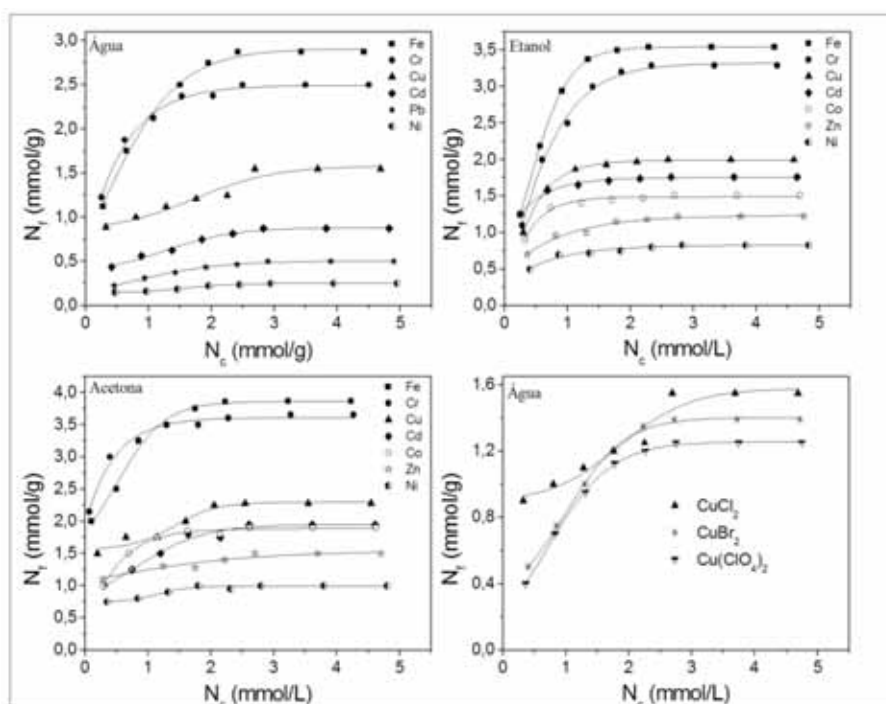 Água
3,0
2,5
2,0
1,5
1,0
0,5
0,0
0 1 2 3 4 5
Nf (mmol/g)
Nc (mmol/g)
Fe
Cr
Cu
Cd
Pb
Ni
Etanol
3,5
3,0
2,5
2,0
1,5
1,0
0,5
0,0
0 1 2 3 4 5
Nf (mmol/g)
Nc (mmol/L)
Fe
Cr
Cu
Cd
Co
Zn
Ni
Acetona
4,0
3,5
3,0
2,5
2,0
1,5
1,0
0,5
0,0
0 1 2 3 4 5
Nf (mmol/g)
Nc (mmol/L)
Fe
Cr
Cu
Cd
Co
Zn
Ni
Água
1,6
1,2
0,8
0,4
0,0
0 1 2 3 4 5
Nf (mmol/g)
Nc (mmol/L)
CuCl2
CuBr2
Cu(ClO4)2